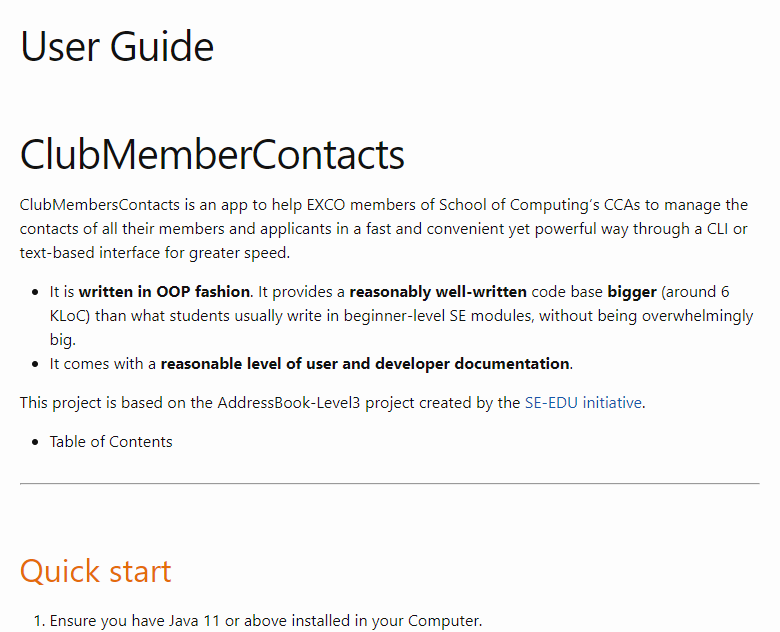 User Guide
ClubMemberContacts
ClubMembersContacts is an app to help EXCO members of School of Computing’s CCAs to manage the
contacts of all their members and applicants in a fast and convenient yet powerful way through a CLI or
text-based interface for greater speed.
• It is written in OOP fashion. It provides a reasonably well-written code base bigger (around 6
KLoC) than what students usually write in beginner-level SE modules, without being overwhelmingly
big.
• It comes with a reasonable level of user and developer documentation.
This project is based on the AddressBook-Level3 project created by the SE-EDU initiative.
• Table of Contents
Quick start
1. Ensure you have Java 11 or above installed in your Computer.